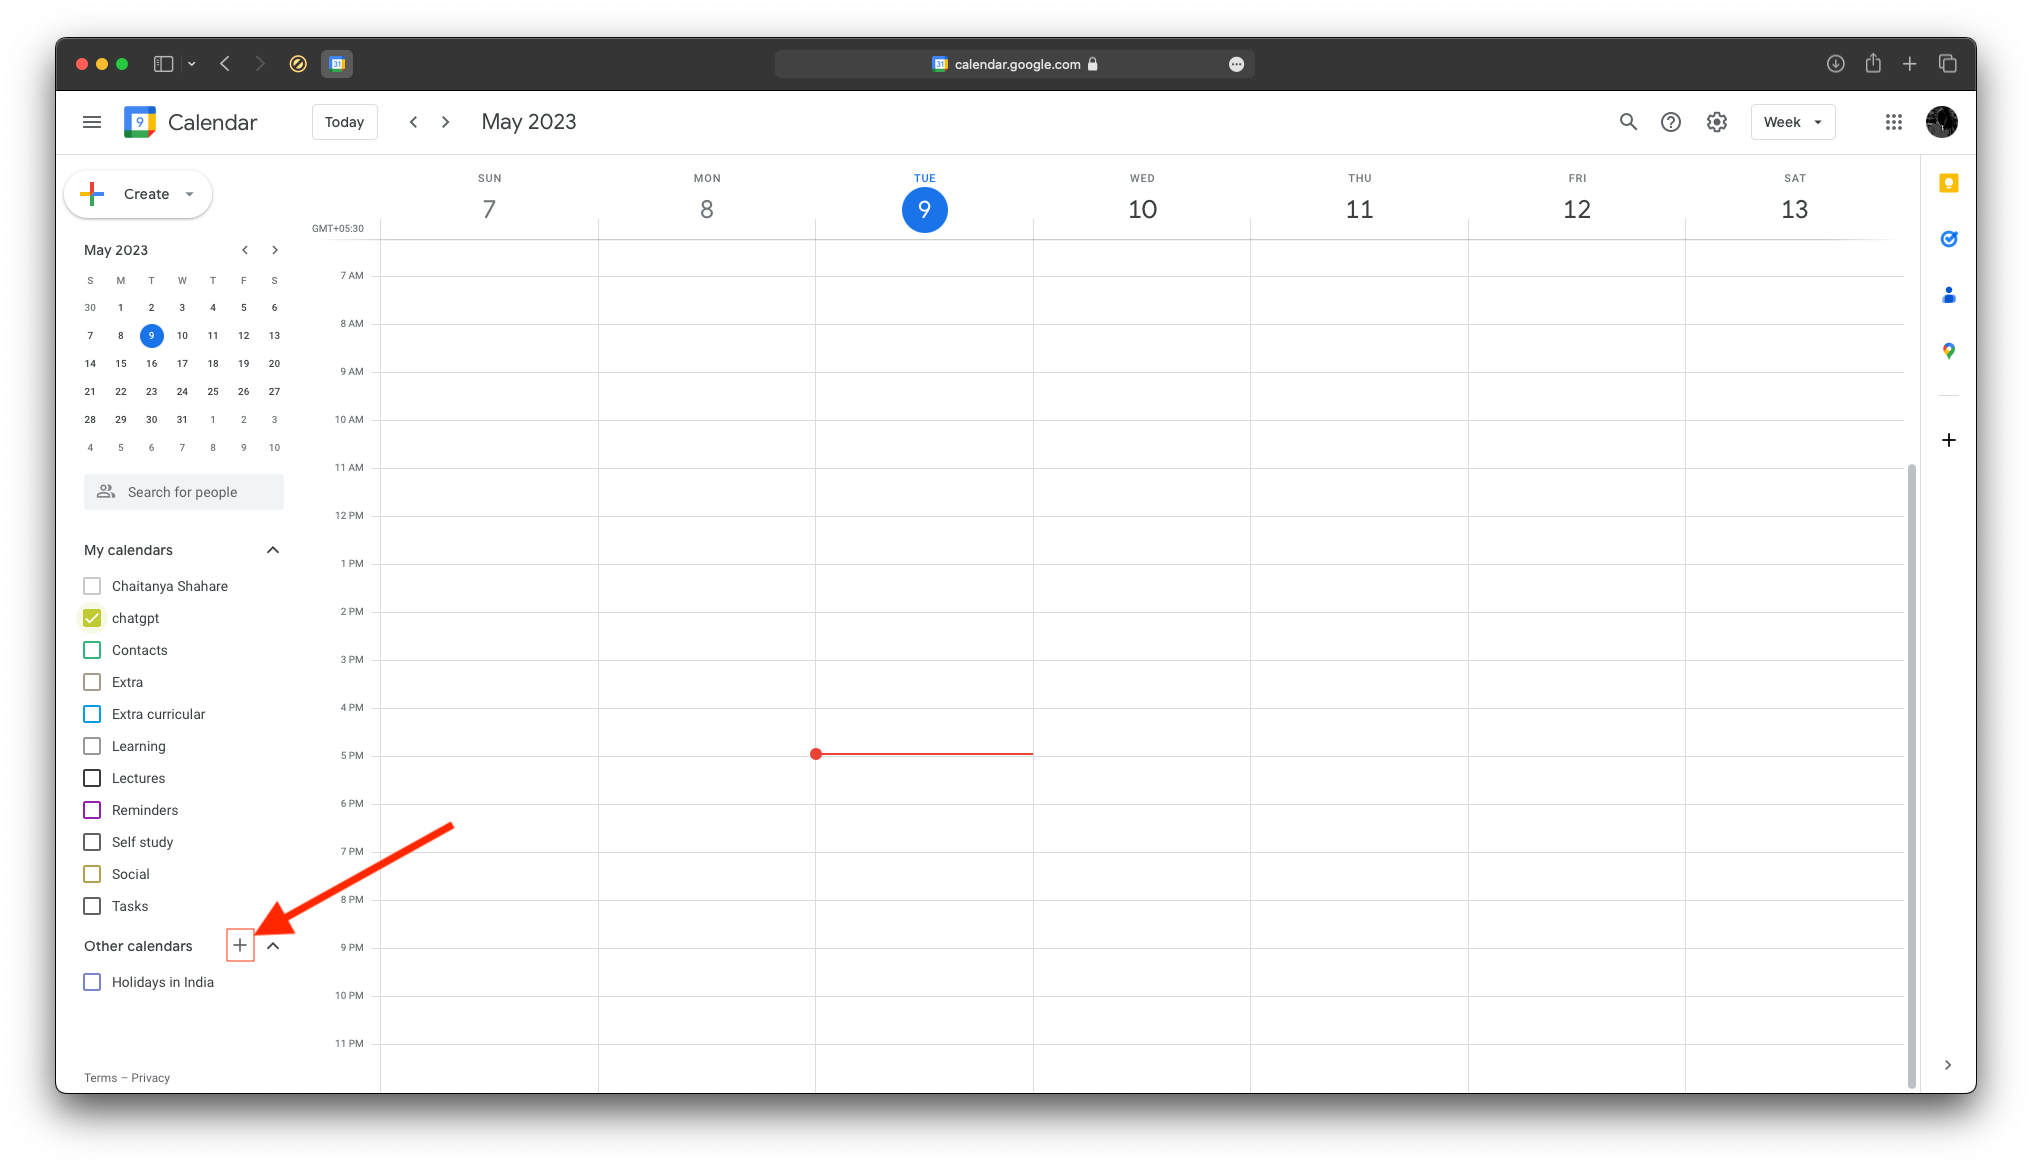 calendar.google.com
9 Calendar Today May 2023 Week
Create
May 2023
S M T W T F S
30 1 2 3 4 5 6
7 8 9 10 11 12 13
14 15 16 17 18 19 20
21 22 23 24 25 26 27
28 29 30 31 1 2 3
4 5 6 7 8 9 10
Search for people
My calendars
Chaitanya Shahare
chatgpt
Contacts
Extra
Extra curricular
Learning
Lectures
Reminders
Self study
Social
Tasks
Other calendars
Holidays in India
Terms – Privacy
SUN MON TUE WED THU FRI SAT
7 8 9 10 11 12 13
GMT+05:30
7 AM
8 AM
9 AM
10 AM
11 AM
12 PM
1 PM
2 PM
3 PM
4 PM
5 PM
6 PM
7 PM
8 PM
9 PM
10 PM
11 PM